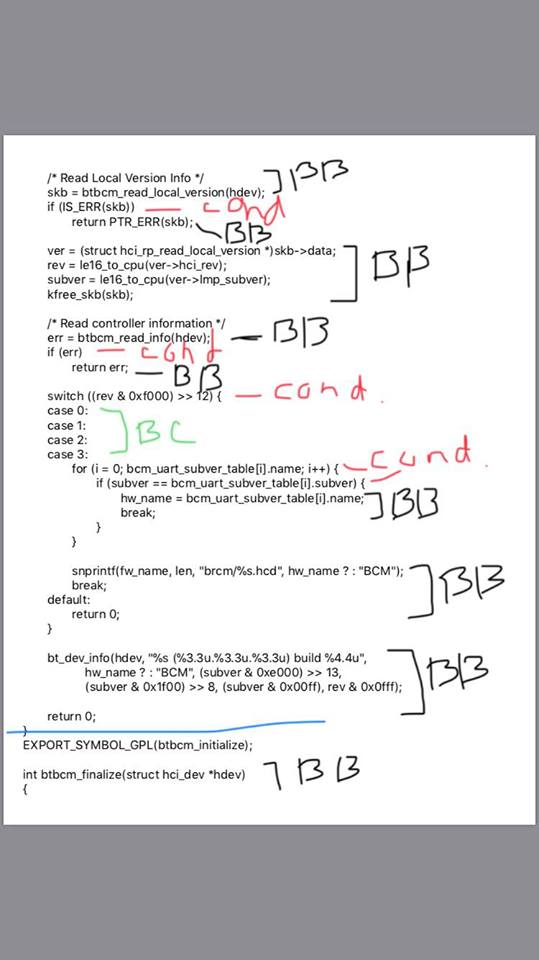 /* Read Local Version Info */
skb = btbcm_read_local_version(hdev); ] BB
if (IS_ERR(skb)) — cond
return PTR_ERR(skb); BB
ver = (struct hci_rp_read_local_version *)skb->data;
rev = le16_to_cpu(ver->hci_rev); ] BB
subver = le16_to_cpu(ver->lmp_subver);
kfree_skb(skb);
/* Read controller information */
err = btbcm_read_info(hdev); — BB
if (err) — cond
return err; — BB
switch ((rev & 0xf000) >> 12) { — cond.
case 0:
case 1: ] BC
case 2:
case 3:
for (i = 0; bcm_uart_subver_table[i].name; i++) { — cond.
if (subver == bcm_uart_subver_table[i].subver) {
hw_name = bcm_uart_subver_table[i].name; ] BB
break;
}
}
snprintf(fw_name, len, "brcm/%s.hcd", hw_name ? : "BCM"); ] BB
break;
default:
return 0;
}
bt_dev_info(hdev, "%s (%3.3u.%3.3u.%3.3u) build %4.4u",
hw_name ? : "BCM", (subver & 0xe000) >> 13, ] BB
(subver & 0x1f00) >> 8, (subver & 0x00ff), rev & 0x0fff);
return 0;
}
EXPORT_SYMBOL_GPL(btbcm_initialize);
int btbcm_finalize(struct hci_dev *hdev) ] BB
{